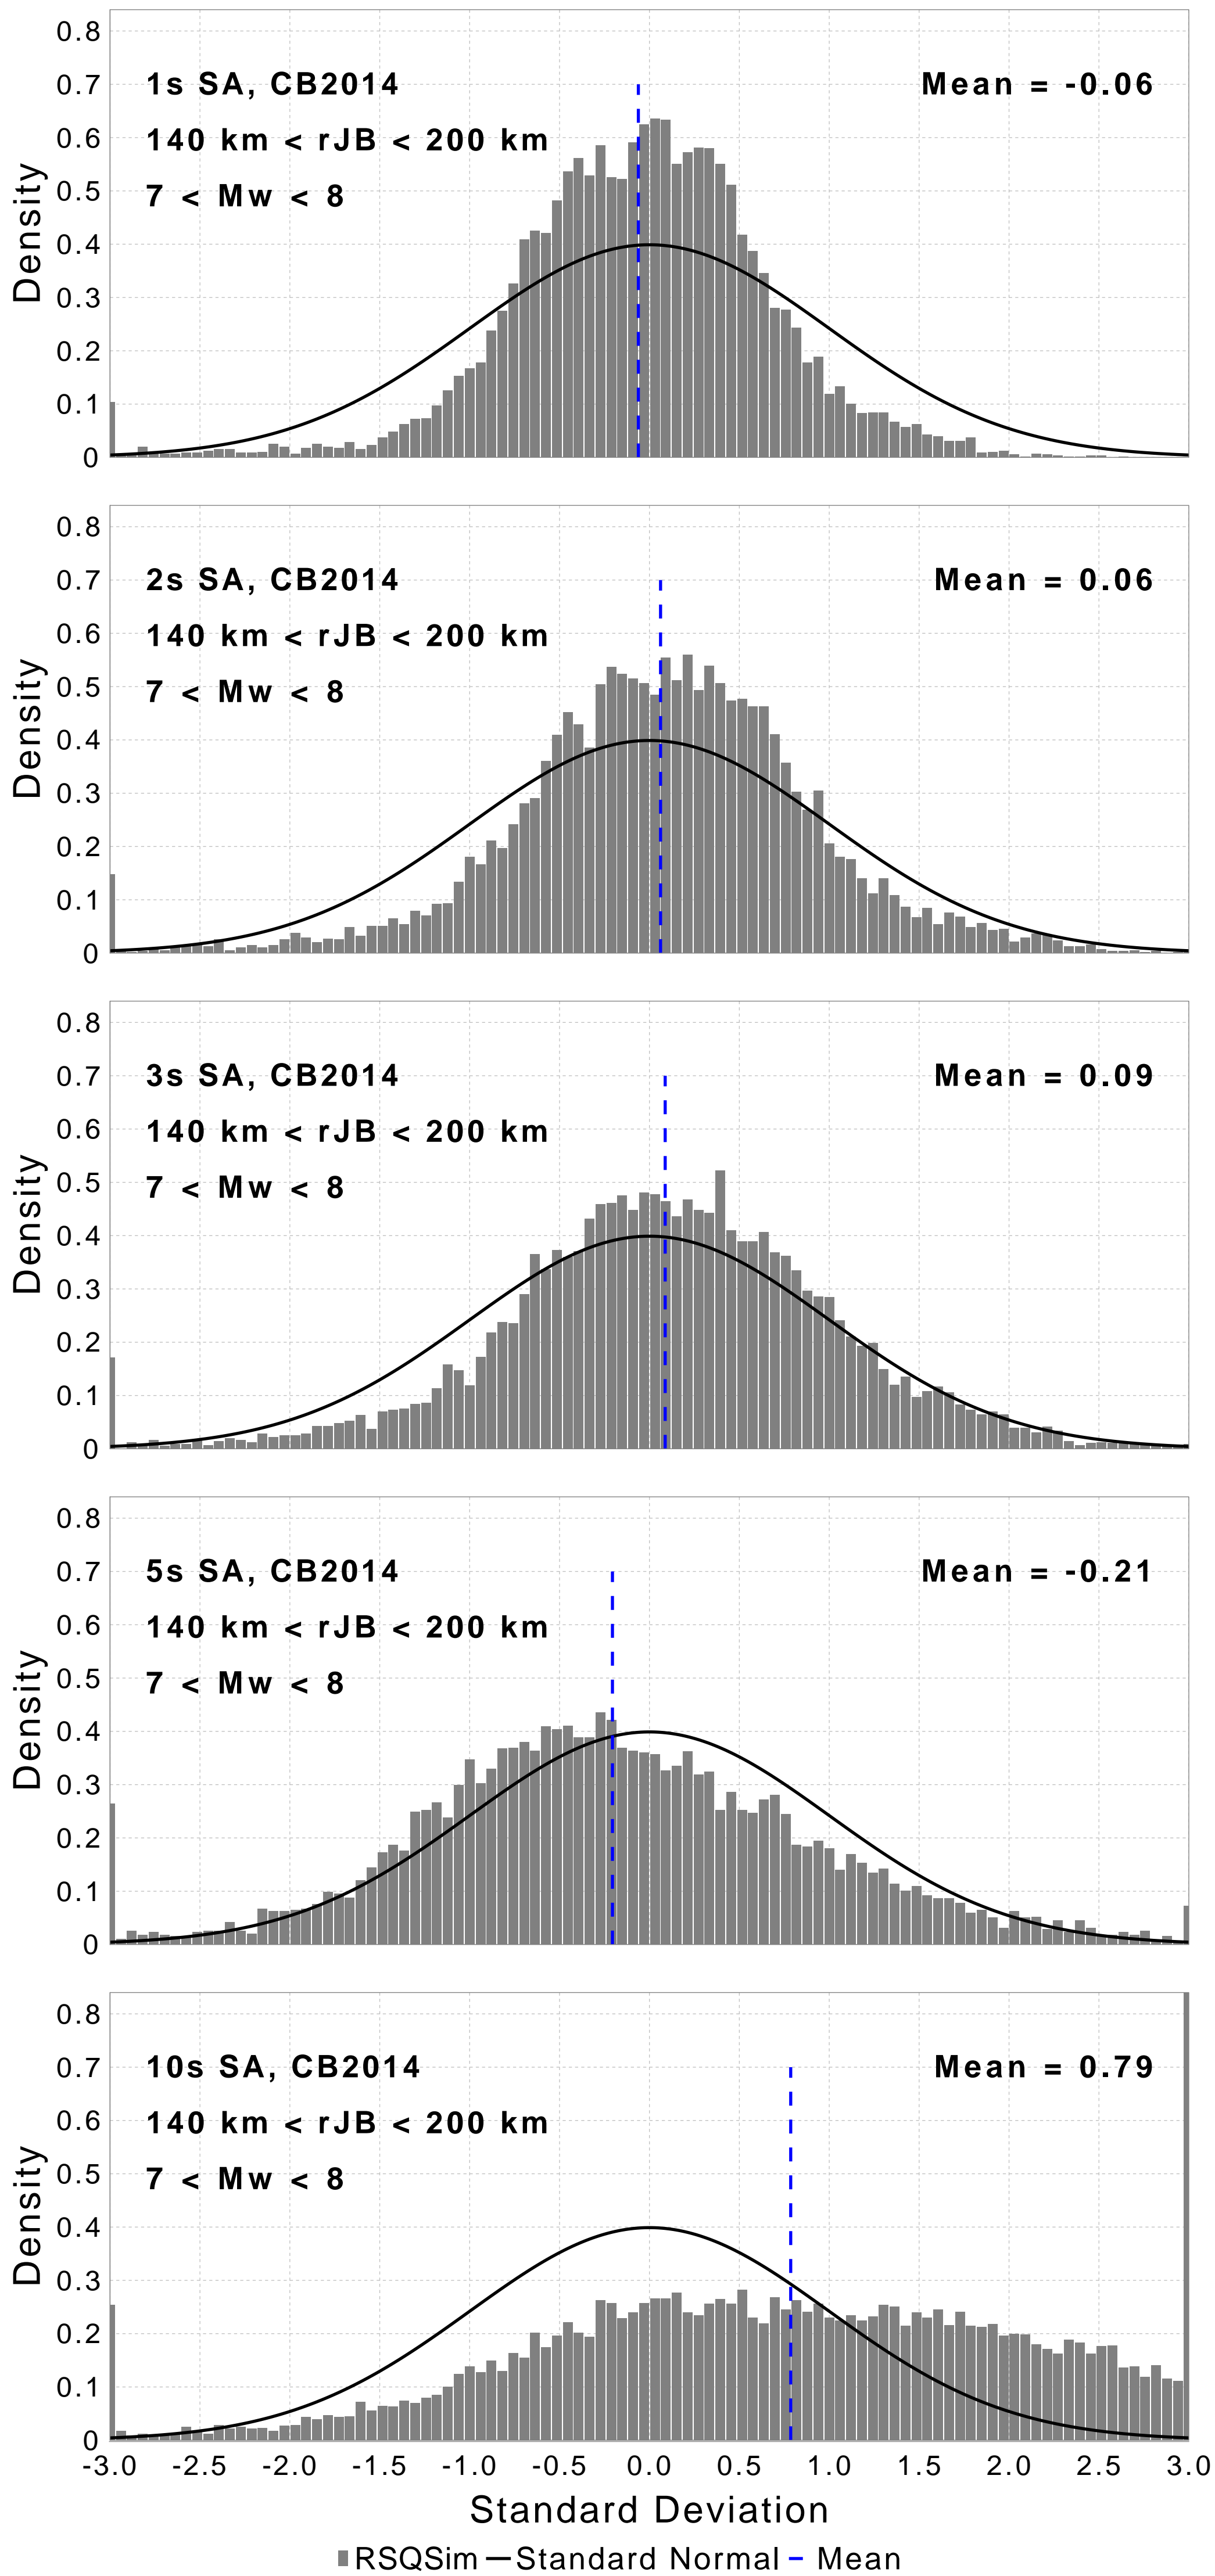 0.8
0.7
0.6
0.5
0.4
0.3
0.2
0.1
0
Density
1s SA, CB2014
140 km < rJB < 200 km
7 < Mw < 8
Mean = -0.06
0.8
0.7
0.6
0.5
0.4
0.3
0.2
0.1
0
Density
2s SA, CB2014
140 km < rJB < 200 km
7 < Mw < 8
Mean = 0.06
0.8
0.7
0.6
0.5
0.4
0.3
0.2
0.1
0
Density
3s SA, CB2014
140 km < rJB < 200 km
7 < Mw < 8
Mean = 0.09
0.8
0.7
0.6
0.5
0.4
0.3
0.2
0.1
0
Density
5s SA, CB2014
140 km < rJB < 200 km
7 < Mw < 8
Mean = -0.21
0.8
0.7
0.6
0.5
0.4
0.3
0.2
0.1
0
Density
10s SA, CB2014
140 km < rJB < 200 km
7 < Mw < 8
Mean = 0.79
-3.0 -2.5 -2.0 -1.5 -1.0 -0.5 0.0 0.5 1.0 1.5 2.0 2.5 3.0
Standard Deviation
RSQSim Standard Normal Mean